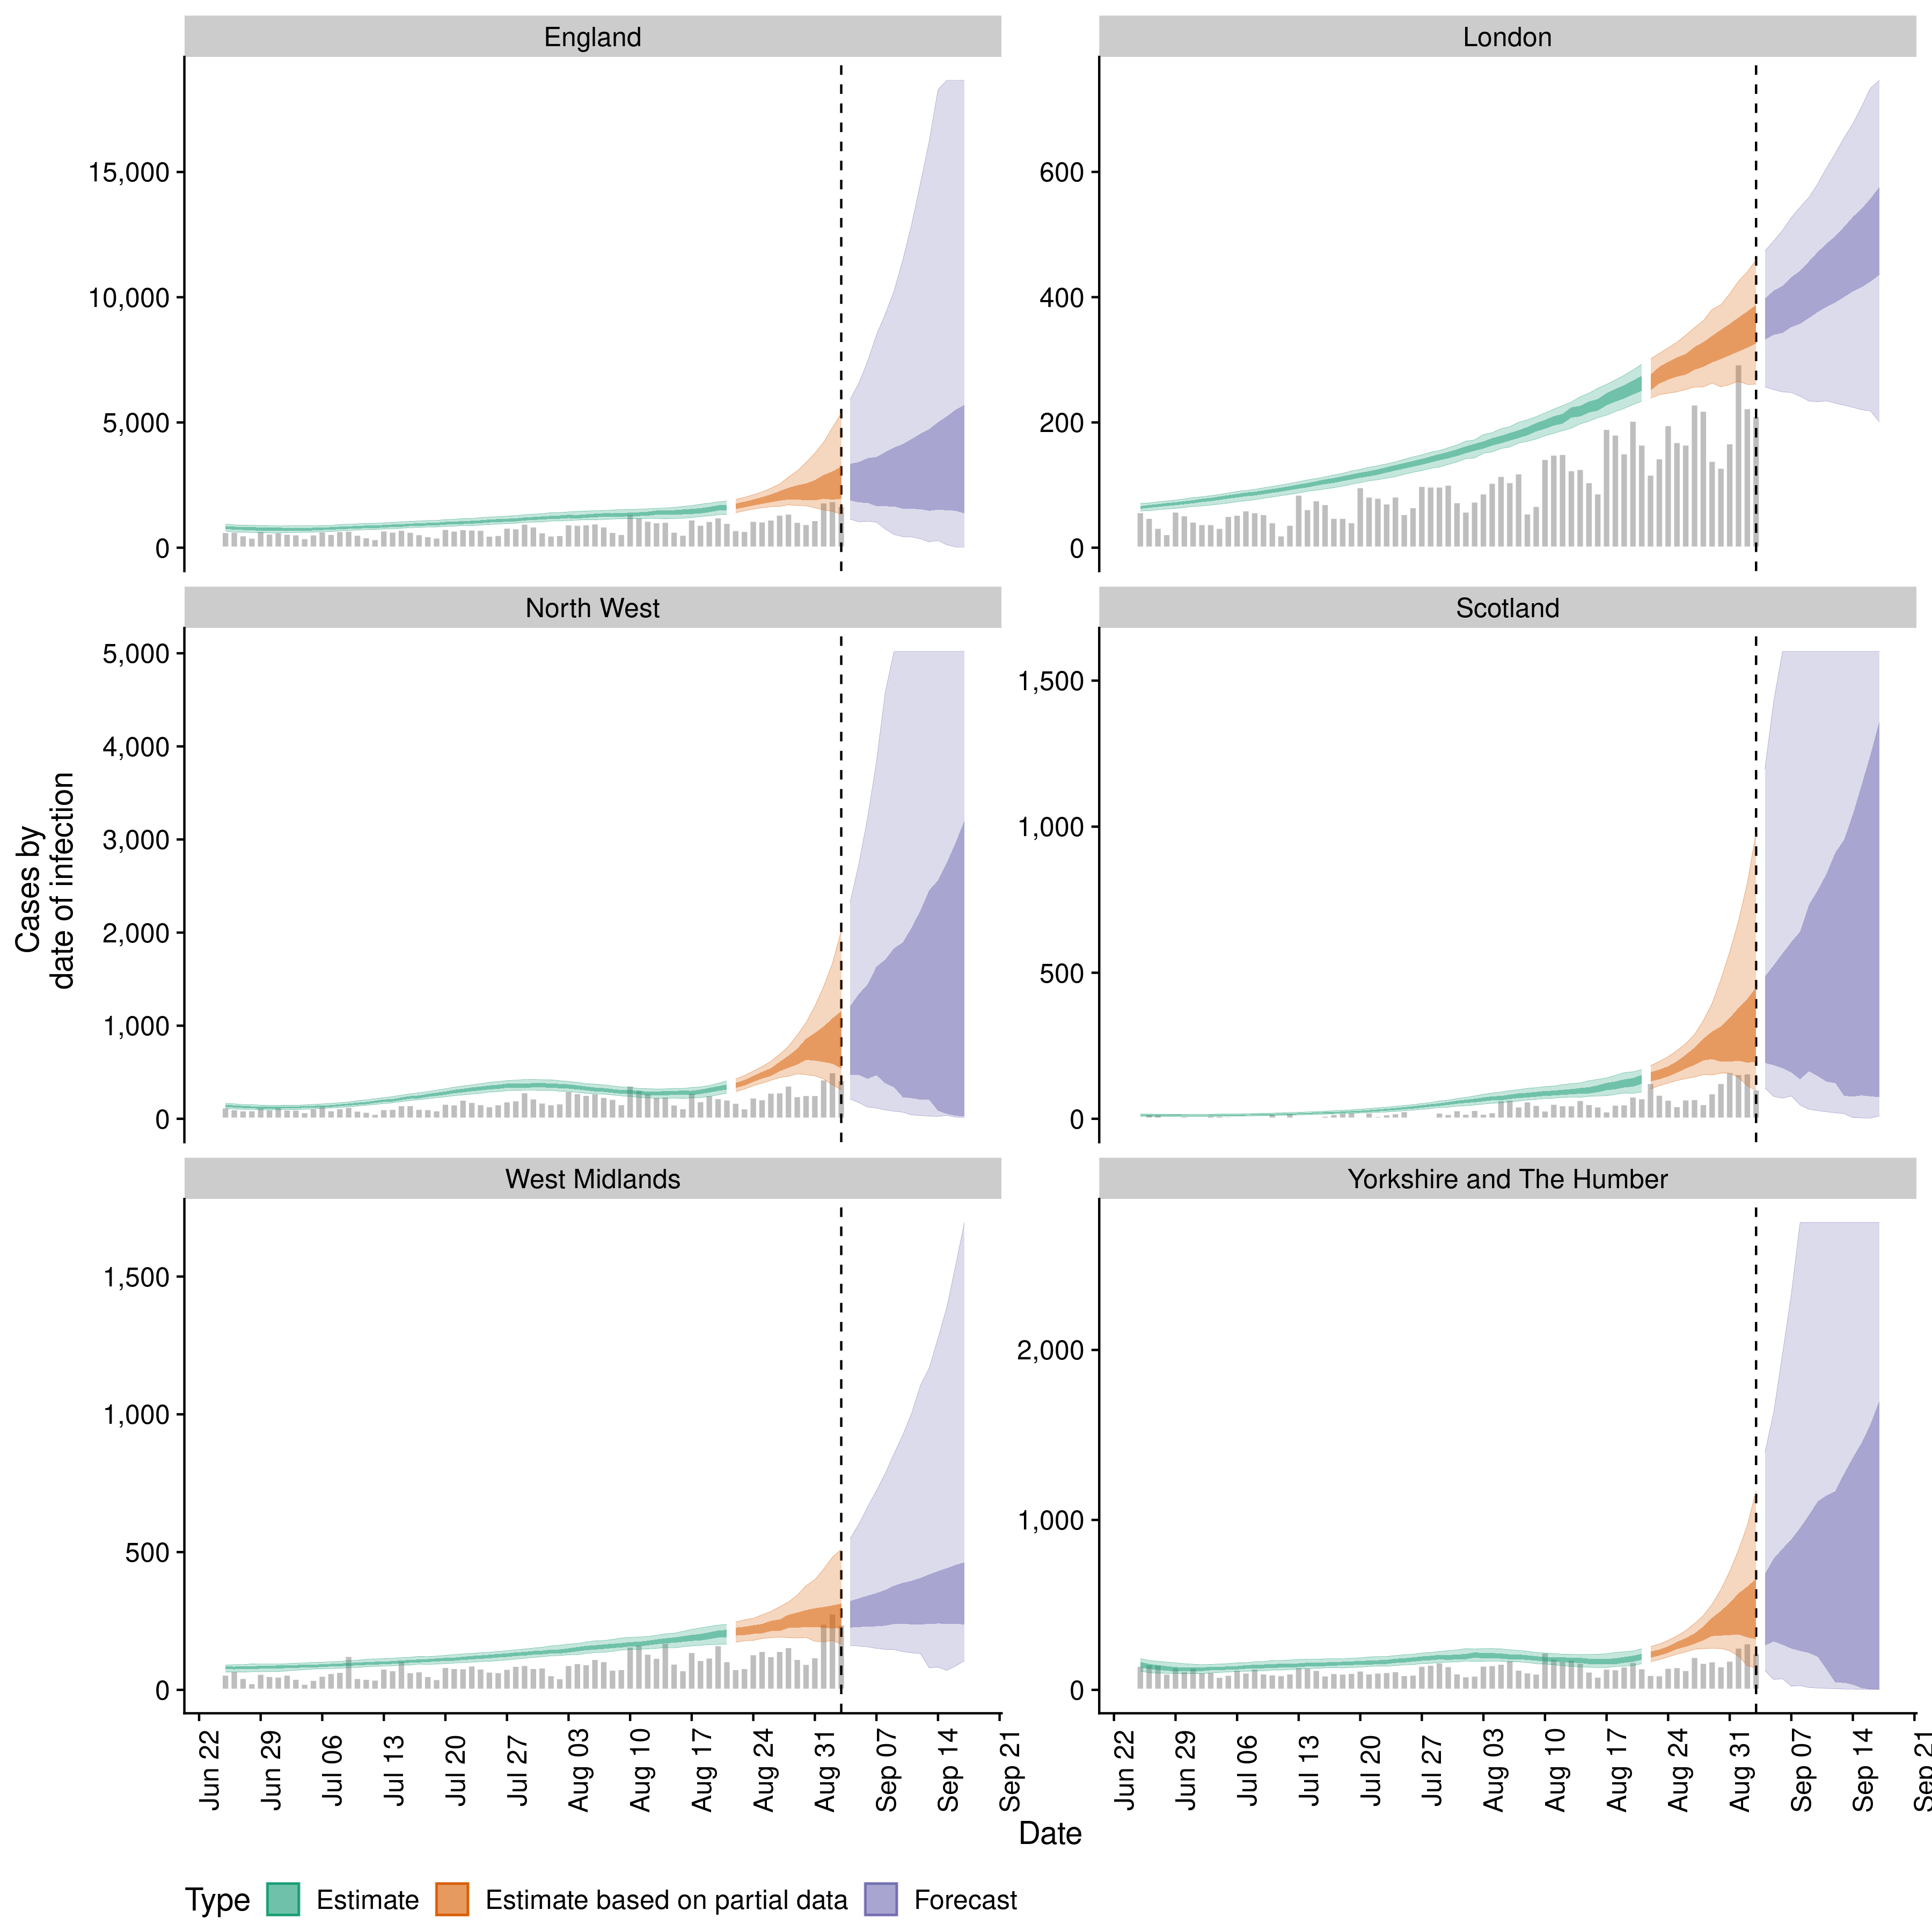 England
London
15,000
10,000
5,000
0
600
400
200
0
North West
Scotland
5,000
4,000
3,000
2,000
1,000
0
1,500
1,000
500
0
Cases by
date of infection
West Midlands
Yorkshire and The Humber
1,500
1,000
500
0
2,000
1,000
0
Jun 22
Jun 29
Jul 06
Jul 13
Jul 20
Jul 27
Aug 03
Aug 10
Aug 17
Aug 24
Aug 31
Sep 07
Sep 14
Sep 21
Jun 22
Jun 29
Jul 06
Jul 13
Jul 20
Jul 27
Aug 03
Aug 10
Aug 17
Aug 24
Aug 31
Sep 07
Sep 14
Sep 21
Date
Type Estimate Estimate based on partial data Forecast